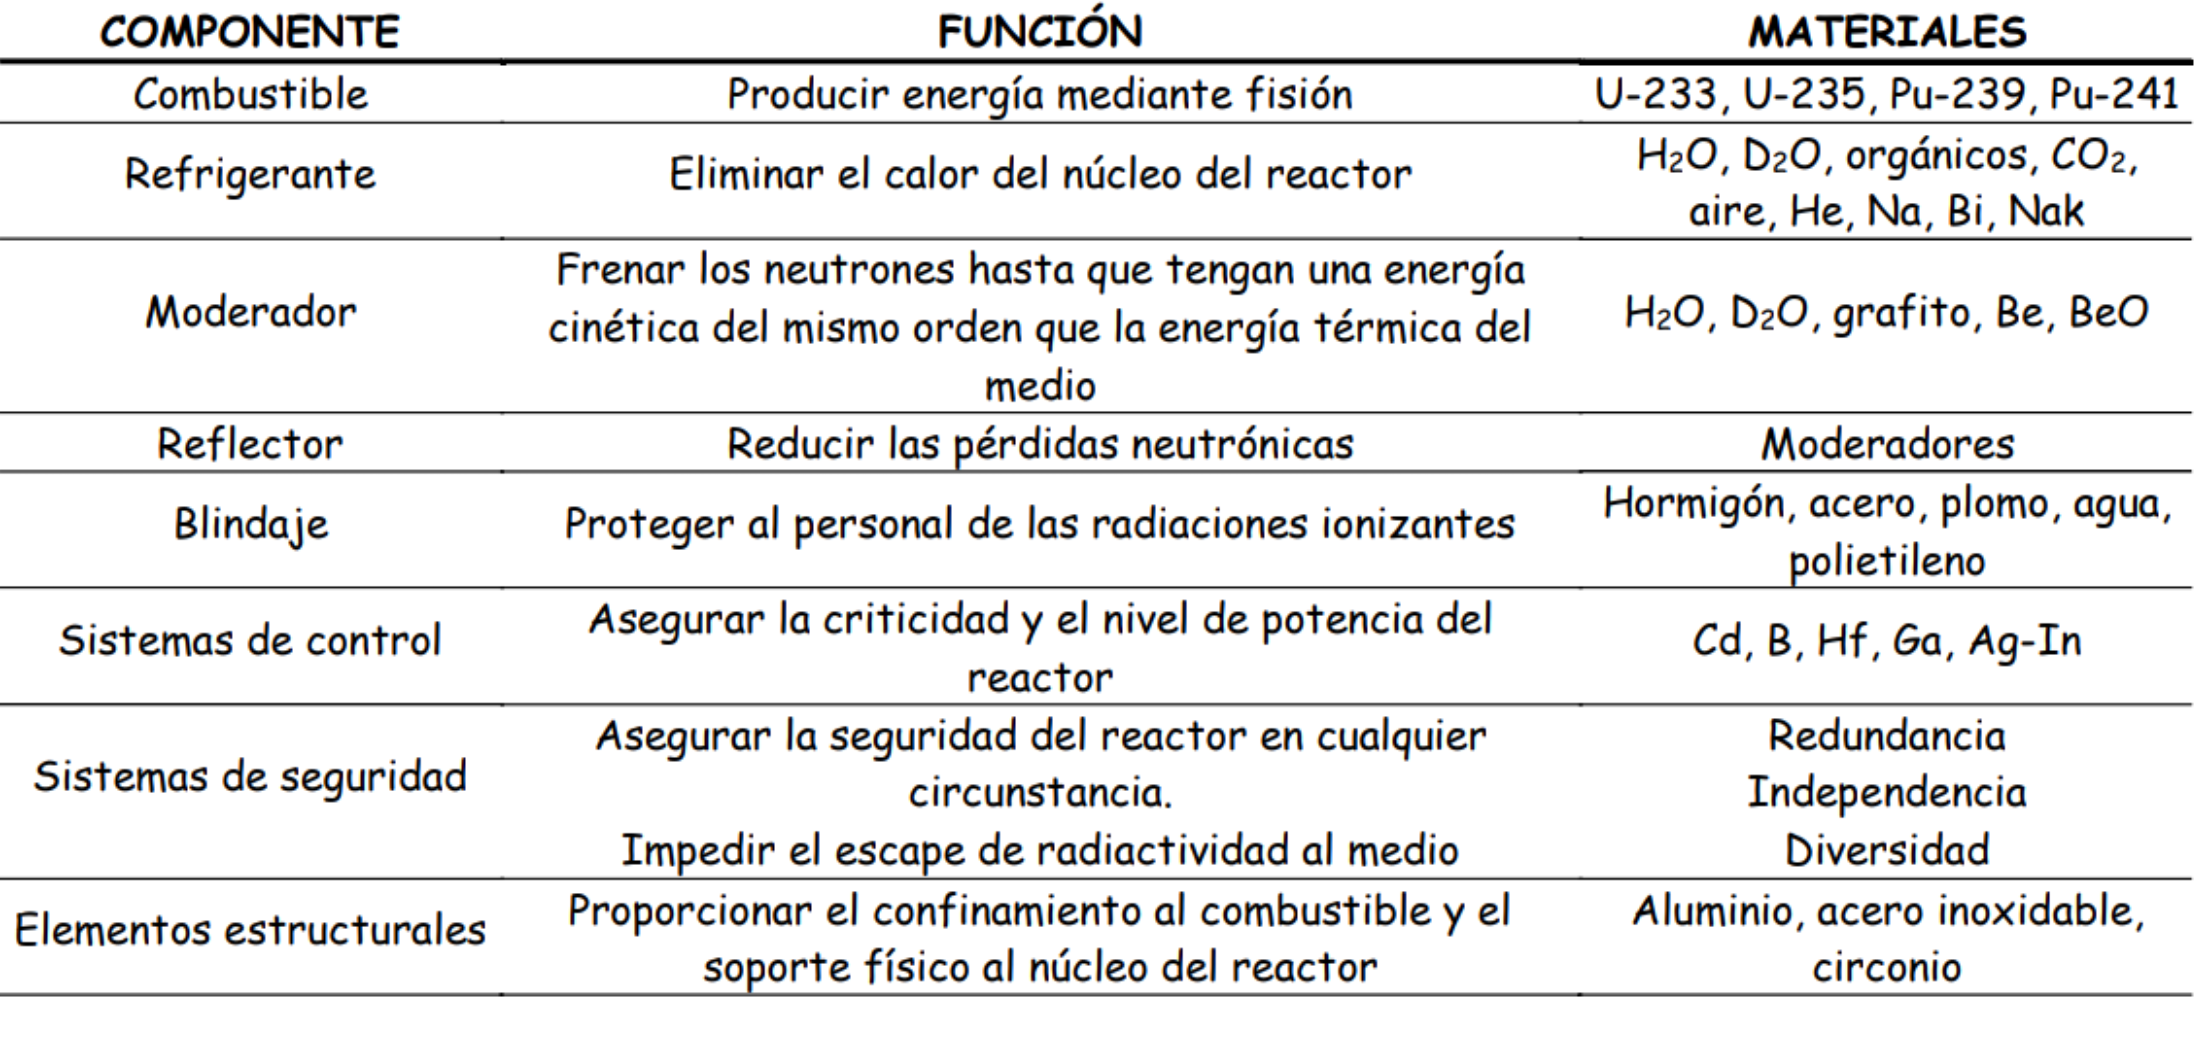 COMPONENTE FUNCIÓN MATERIALES
Combustible Producir energía mediante fisión U-233, U-235, Pu-239, Pu-241
Refrigerante Eliminar el calor del núcleo del reactor H₂O, D₂O, orgánicos, CO₂,
aire, He, Na, Bi, Nak
Moderador Frenar los neutrones hasta que tengan una energía
cinética del mismo orden que la energía térmica del
medio
H₂O, D₂O, grafito, Be, BeO
Reflector Reducir las pérdidas neutrónicas Moderadores
Blindaje Proteger al personal de las radiaciones ionizantes Hormigón, acero, plomo, agua,
polietileno
Sistemas de control Asegurar la criticidad y el nivel de potencia del
reactor
Cd, B, Hf, Ga, Ag-In
Sistemas de seguridad Asegurar la seguridad del reactor en cualquier
circunstancia.
Impedir el escape de radiactividad al medio
Redundancia
Independencia
Diversidad
Elementos estructurales Proporcionar el confinamiento al combustible y el
soporte físico al núcleo del reactor
Aluminio, acero inoxidable,
circonio